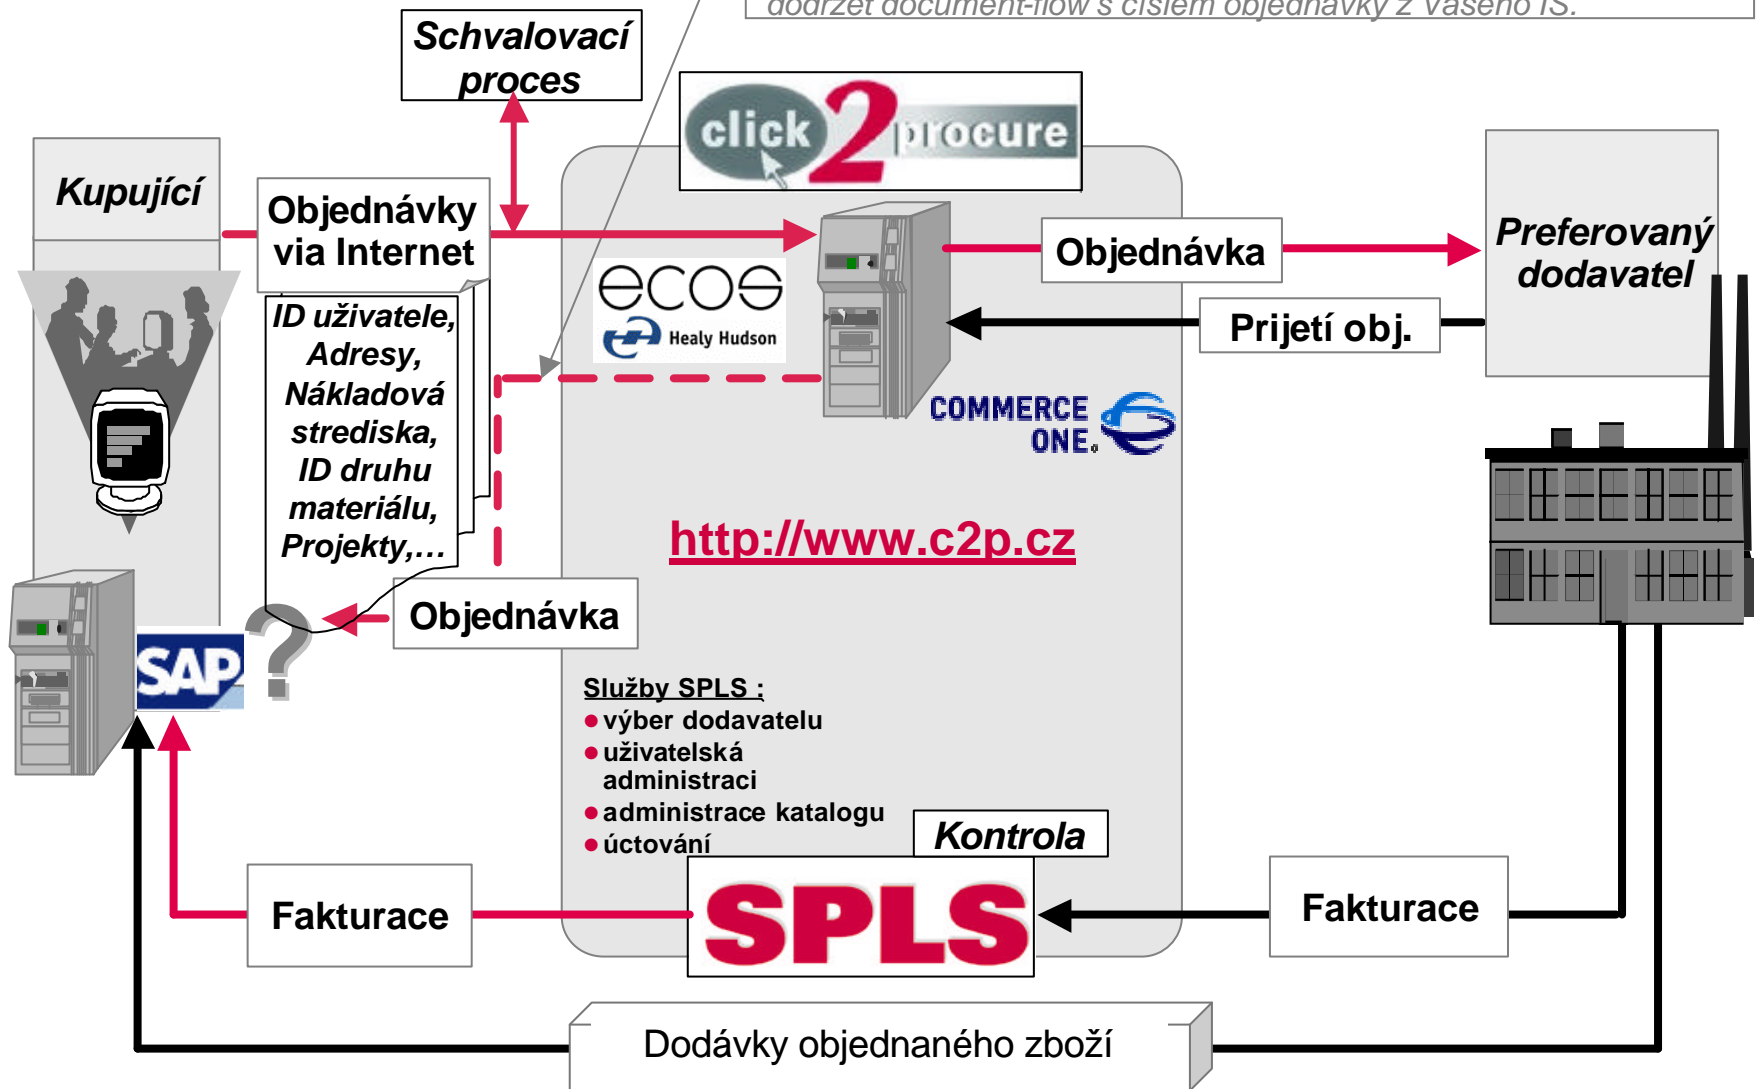 dodržet document-flow s číslem objednávky z Vašeho IS.
Schvalovací
proces
click2procure
Kupující
Objednávky
via Internet
Objednávka
Preferovaný
dodavatel
ecos
Healy Hudson
Prijetí obj.
ID uživatele,
Adresy,
Nákladová
strediska,
ID druhu
materiálu,
Projekty,...
COMMERCE
ONE.
http://www.c2p.cz
Objednávka
SAP
?
Služby SPLS :
výber dodavatelu
uživatelská
administraci
administrace katalogu
úctování
Kontrola
SPLS
Fakturace
Fakturace
Dodávky objednaného zboží